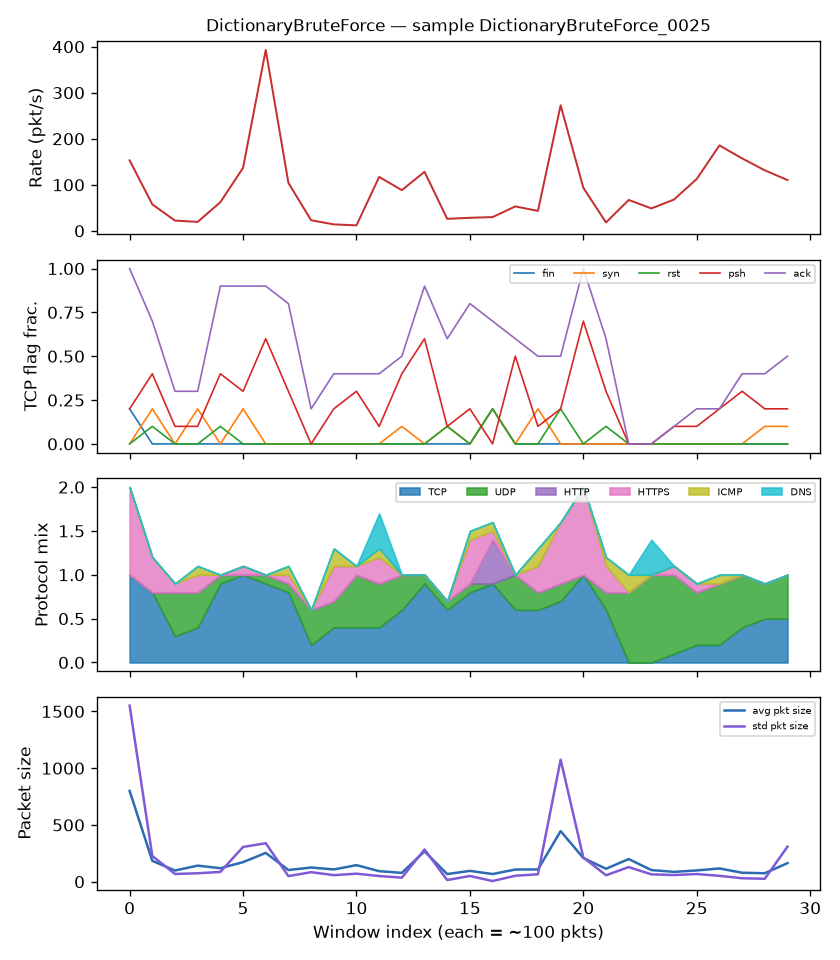 DictionaryBruteForce — sample DictionaryBruteForce_0025
400
300
200
100
0
Rate (pkt/s)
1.00
0.75
0.50
0.25
0.00
TCP flag frac.
fin syn rst psh ack
2.0
1.5
1.0
0.5
0.0
Protocol mix
TCP UDP HTTP HTTPS ICMP DNS
1500
1000
500
0
Packet size
avg pkt size
std pkt size
0 5 10 15 20 25 30
Window index (each = ~100 pkts)